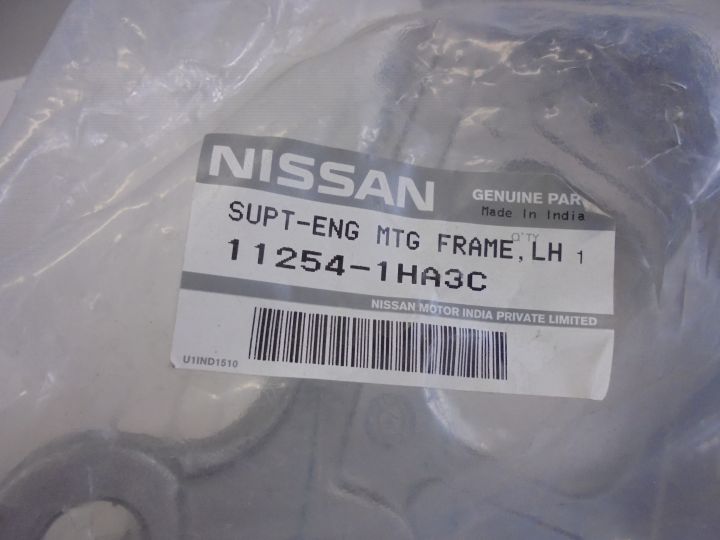 NISSAN
GENUINE PAR
Made In India
SUPT-ENG MTG FRAME,LH
Q'TY
1
11254-1HA3C
NISSAN MOTOR INDIA PRIVATE LIMITED
U1IND1510